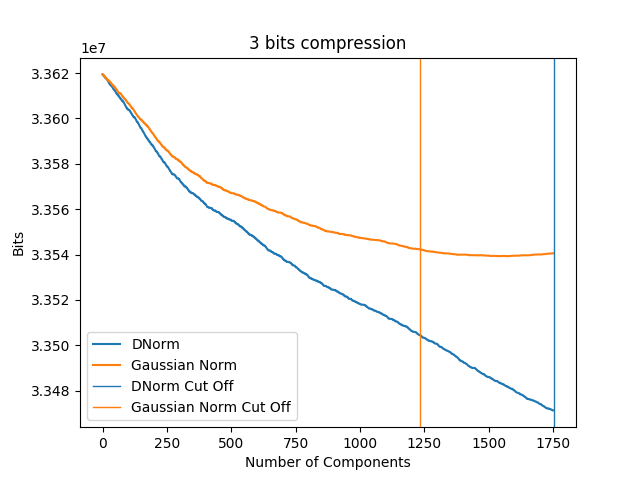 3 bits compression
1e7
3.362
3.360
3.358
3.356
3.354
3.352
3.350
3.348
Bits
DNorm
Gaussian Norm
DNorm Cut Off
Gaussian Norm Cut Off
0 250 500 750 1000 1250 1500 1750
Number of Components